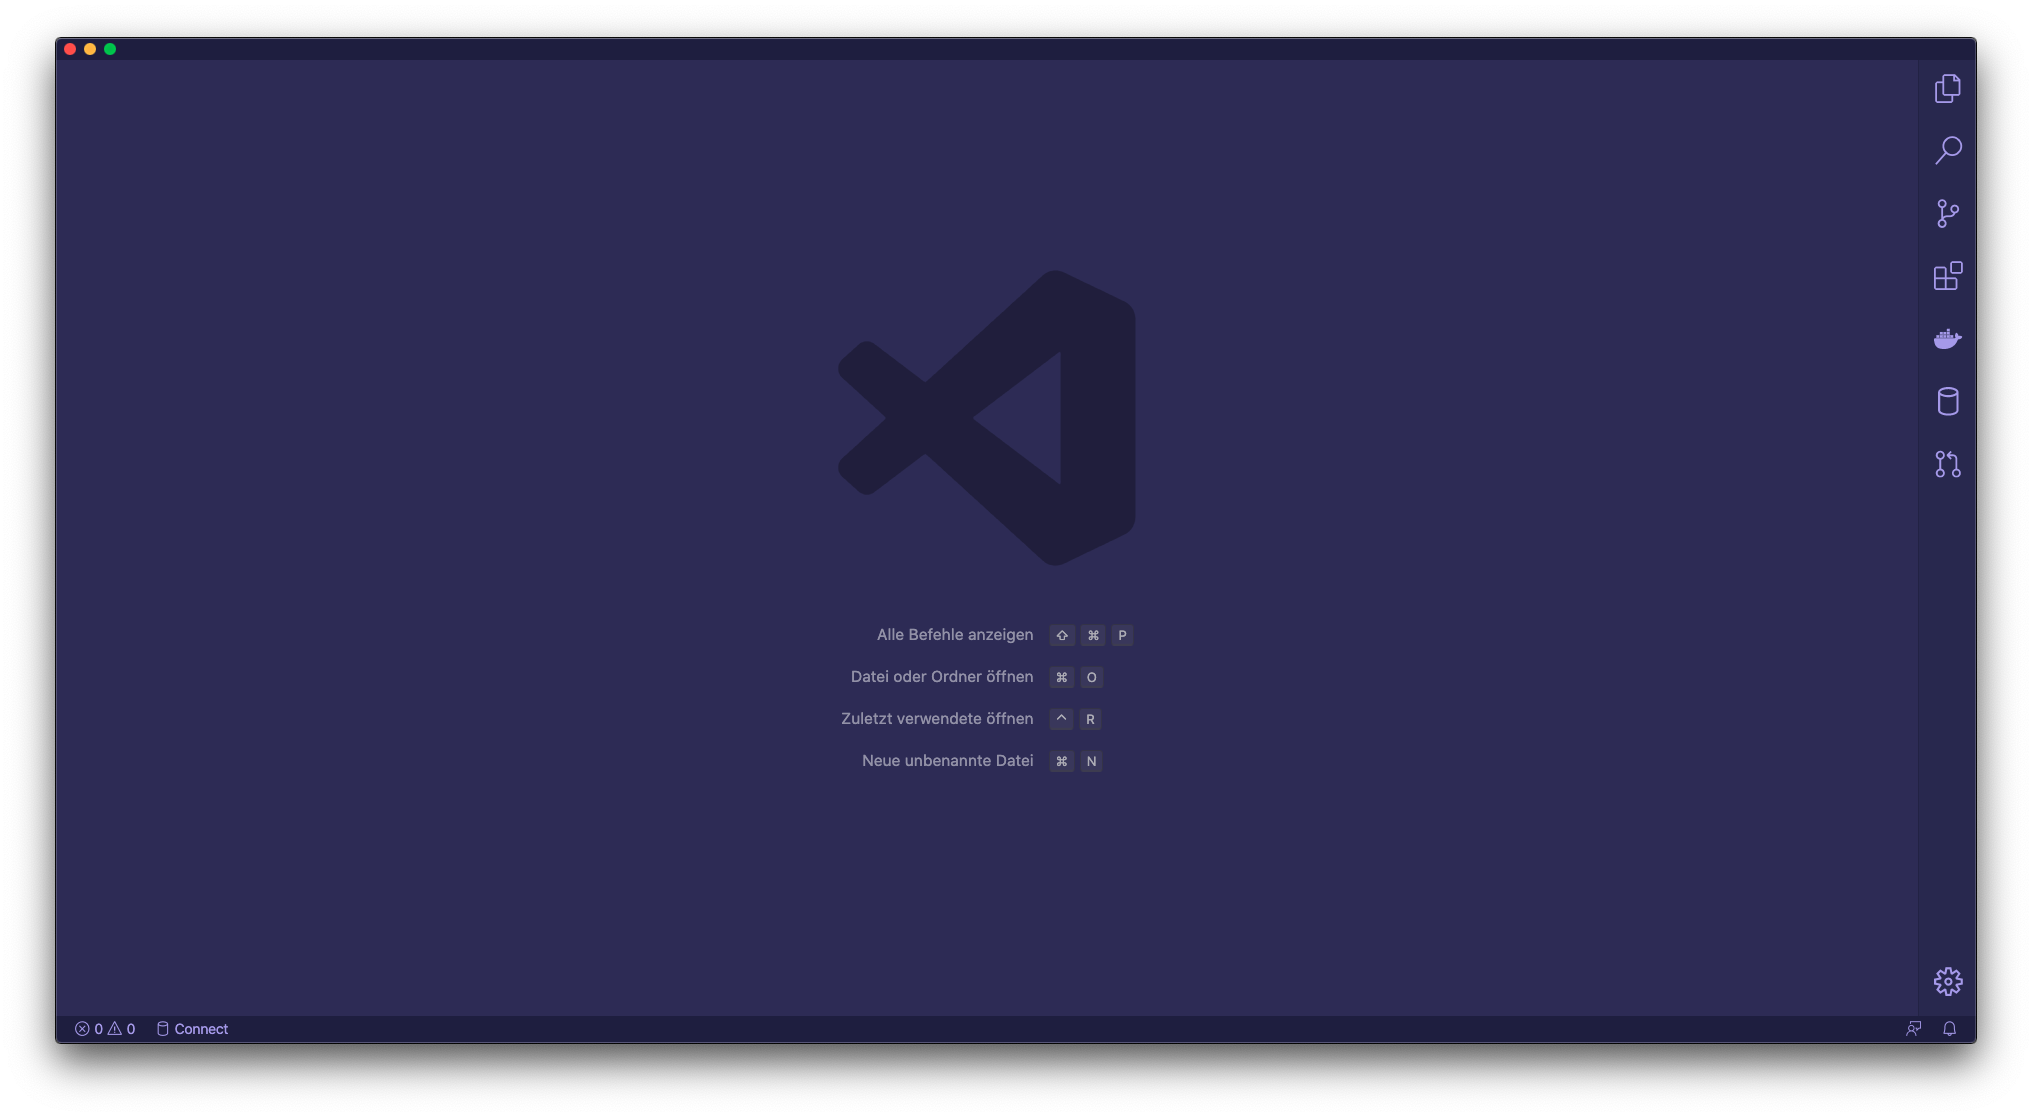 Alle Befehle anzeigen ⇧ ⌘ P
Datei oder Ordner öffnen ⌘ O
Zuletzt verwendete öffnen ^ R
Neue unbenannte Datei ⌘ N
0 0 Connect